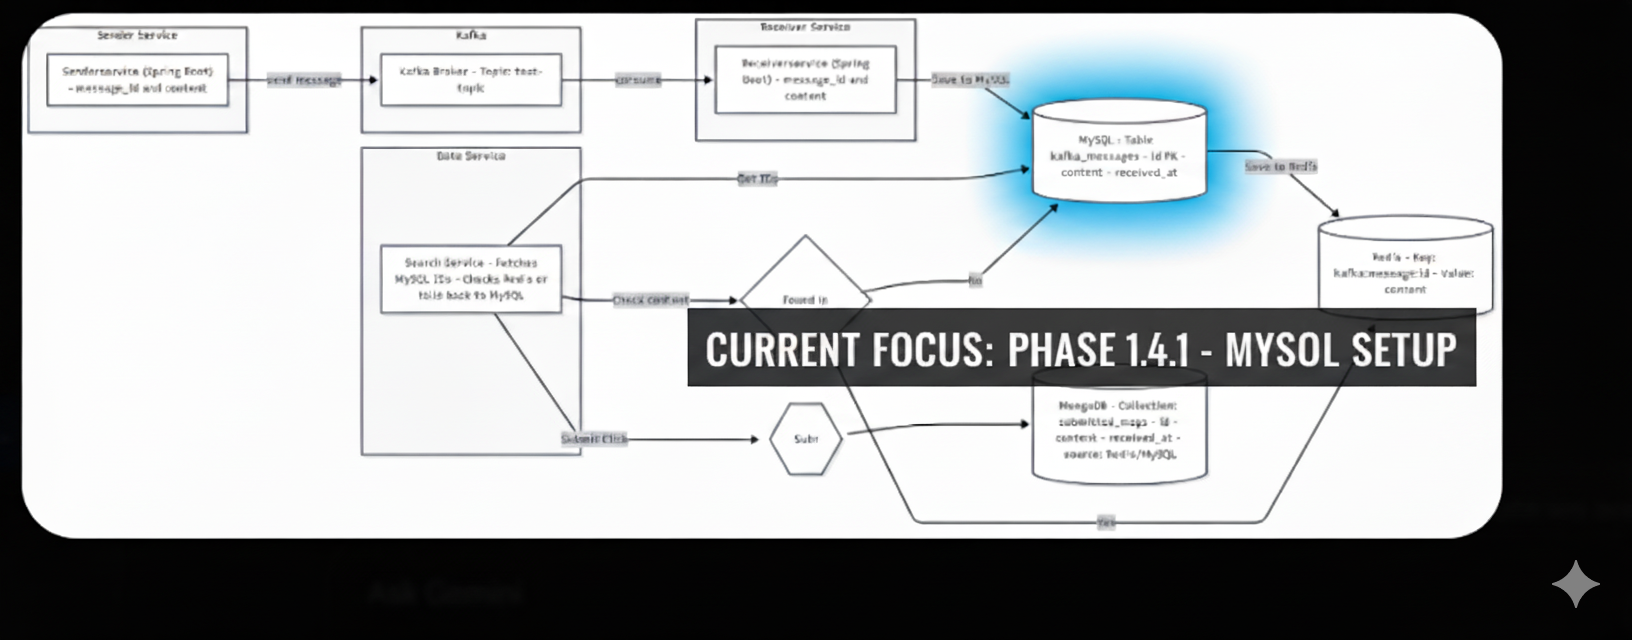 Sender Service
Senderservice (Spring Boot)
- message_id and content
send message
Kafka
Kafka Broker - Topic: test-
topic
consume
Receiver Service
Receiverservice (Spring
Boot) - message_id and
content
Save to MySQL
MySQL - Table
kafka_messages - id PK -
content - received_at
Save to Redis
Redis - Key:
kafka:message:id - Value:
content
Data Service
Get IDs
Search Service - Fetches
MySQL IDs - Checks Redis or
falls back to MySQL
Check content
Found in
No
CURRENT FOCUS: PHASE 1.4.1 - MYSOL SETUP
MongoDB - Collection:
submitted_msgs - id -
content - received_at -
source: Redis/MySQL
Submit Click
Subr
Yes
Ask Gemini